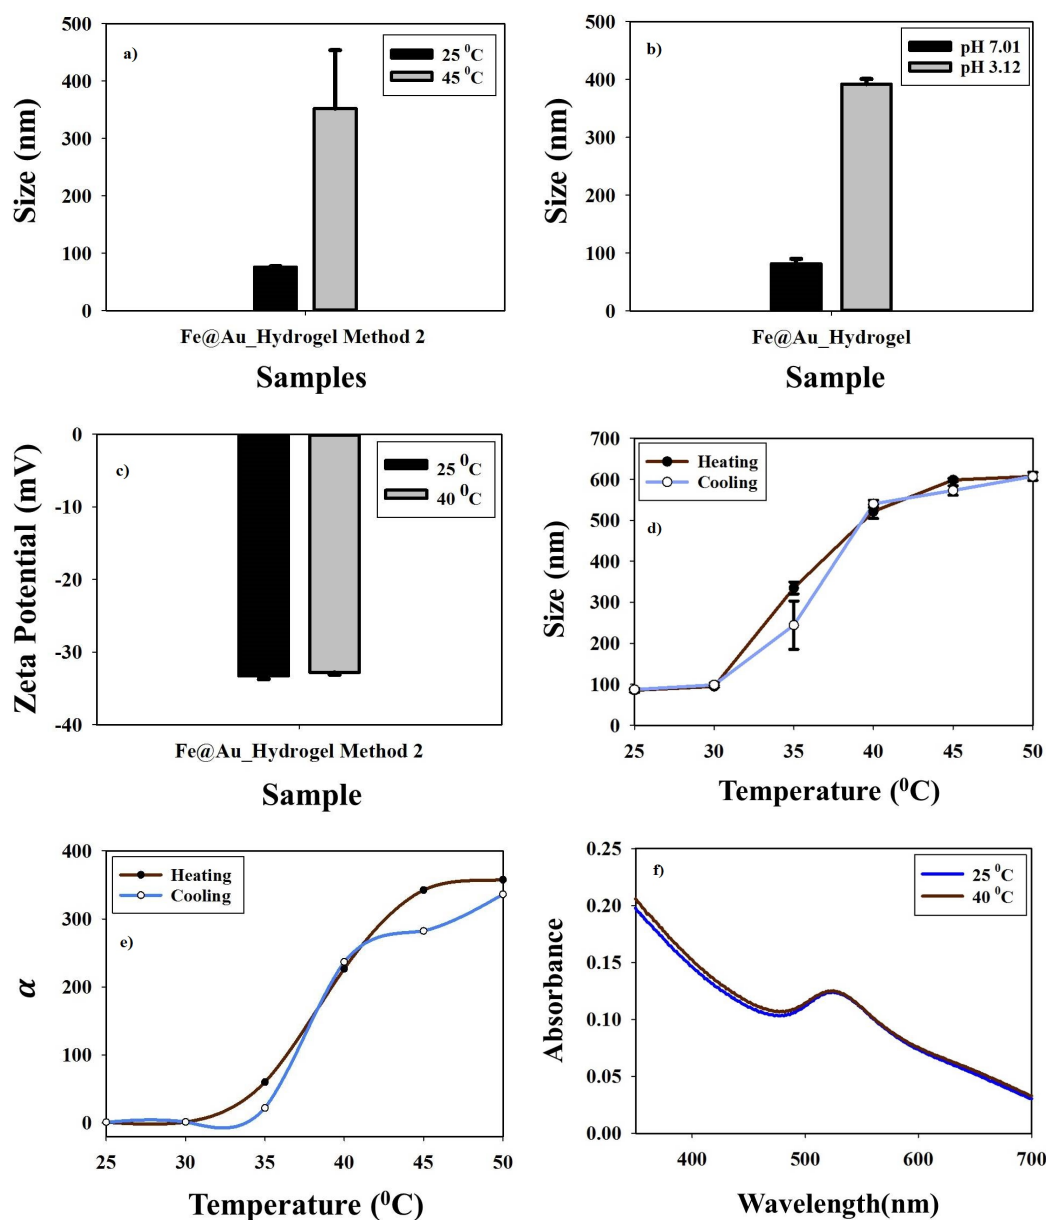 a)
25 ⁰C
45 ⁰C
500
400
300
200
100
0
Size (nm)
Fe@Au_Hydrogel Method 2
Samples
b)
pH 7.01
pH 3.12
500
400
300
200
100
0
Size (nm)
Fe@Au_Hydrogel
Sample
c)
25 ⁰C
40 ⁰C
0
-10
-20
-30
-40
Zeta Potential (mV)
Fe@Au_Hydrogel Method 2
Sample
Heating
Cooling
d)
700
600
500
400
300
200
100
0
Size (nm)
25 30 35 40 45 50
Temperature (⁰C)
Heating
Cooling
e)
400
300
200
100
0
α
25 30 35 40 45 50
Temperature (⁰C)
f)
25 ⁰C
40 ⁰C
0.25
0.20
0.15
0.10
0.05
0.00
Absorbance
400 500 600 700
Wavelength(nm)